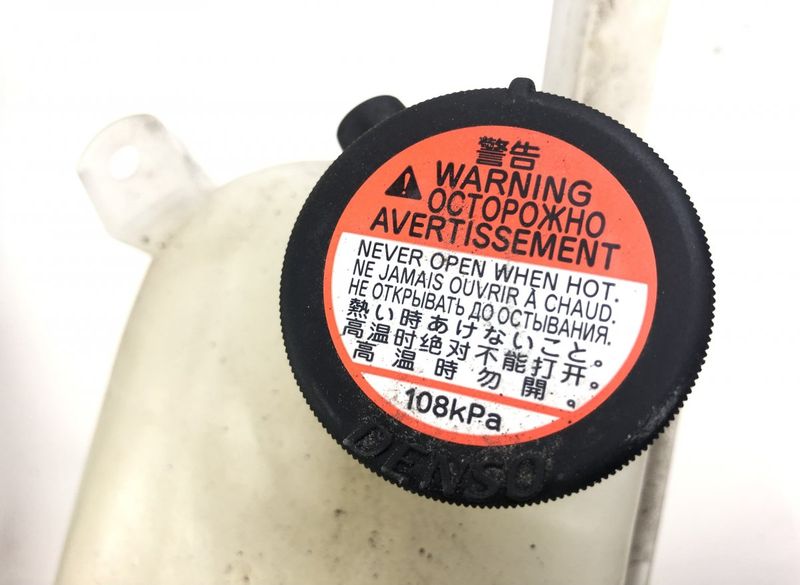 警告
WARNING
ОСТОРОЖНО
AVERTISSEMENT
NEVER OPEN WHEN HOT.
NE JAMAIS OUVRIR À CHAUD.
НЕ ОТКРЫВАТЬ ДО ОСТЫВАНИЯ.
熱い時あけないこと。
高温时绝对不能打开。
高温時勿開。
108kPa
DENSO